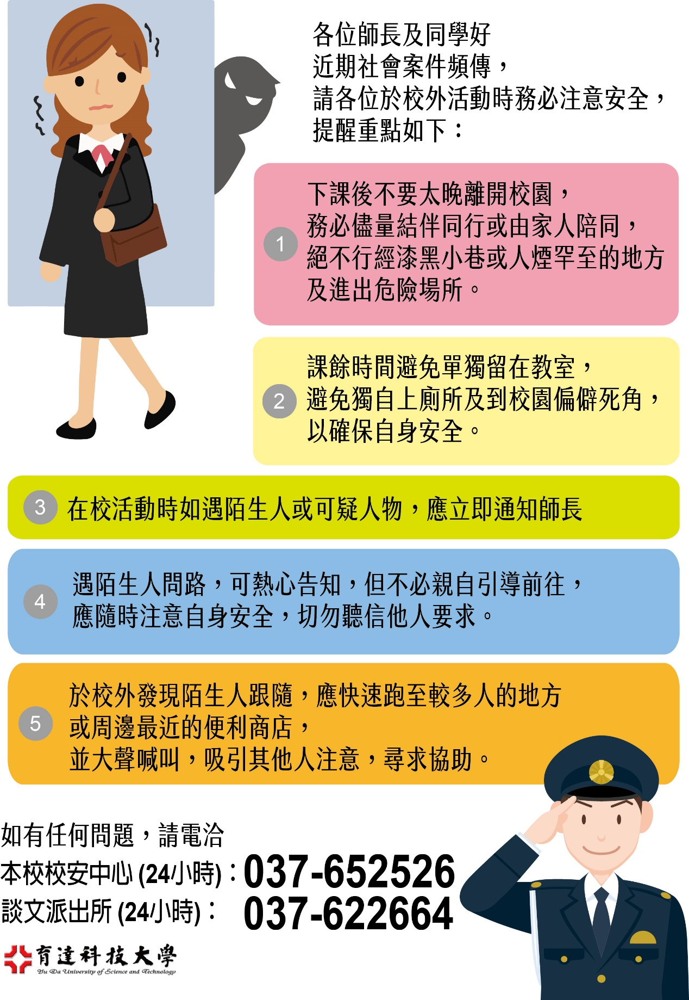 各位師長及同學好
近期社會案件頻傳，
請各位於校外活動時務必注意安全，
提醒重點如下：
1
下課後不要太晚離開校園，
務必儘量結伴同行或由家人陪同，
絕不行經漆黑小巷或人煙罕至的地方
及進出危險場所。
2
課餘時間避免單獨留在教室，
避免獨自上廁所及到校園偏僻死角，
以確保自身安全。
3 在校活動時如遇陌生人或可疑人物，應立即通知師長
4
遇陌生人問路，可熱心告知，但不必親自引導前往，
應隨時注意自身安全，切勿聽信他人要求。
5
於校外發現陌生人跟隨，應快速跑至較多人的地方
或周邊最近的便利商店，
並大聲喊叫，吸引其他人注意，尋求協助。
如有任何問題，請電洽
本校校安中心 (24小時)：037-652526
談文派出所 (24小時)： 037-622664
育達科技大學
Yu Da University of Science and Technology